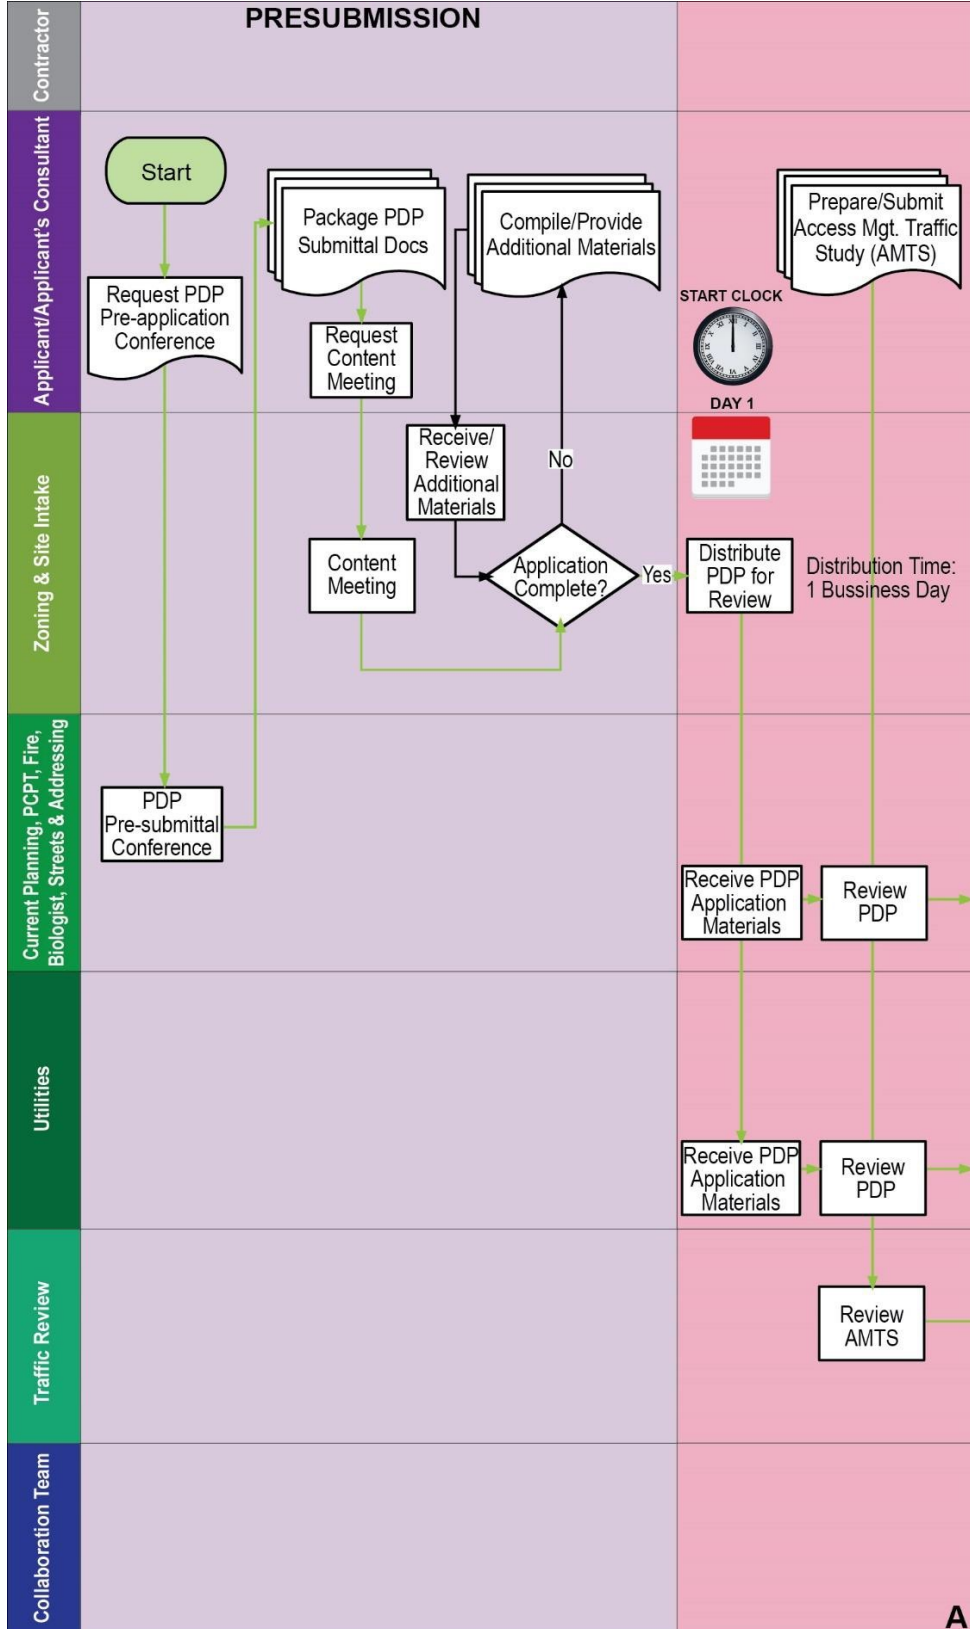 PRESUBMISSION
Contractor
Applicant/Applicant's Consultant
Start
Request PDP
Pre-application
Conference
Package PDP
Submittal Docs
Request
Content
Meeting
Compile/Provide
Additional Materials
START CLOCK
DAY 1
Prepare/Submit
Access Mgt. Traffic
Study (AMTS)
Zoning & Site Intake
Receive/
Review
Additional
Materials
No
Content
Meeting
Application
Complete?
Yes
Distribute
PDP for
Review
Distribution Time:
1 Bussiness Day
Current Planning, PCPT, Fire,
Biologist, Streets & Addressing
PDP
Pre-submittal
Conference
Receive PDP
Application
Materials
Review
PDP
Utilities
Receive PDP
Application
Materials
Review
PDP
Traffic Review
Review
AMTS
Collaboration Team
A